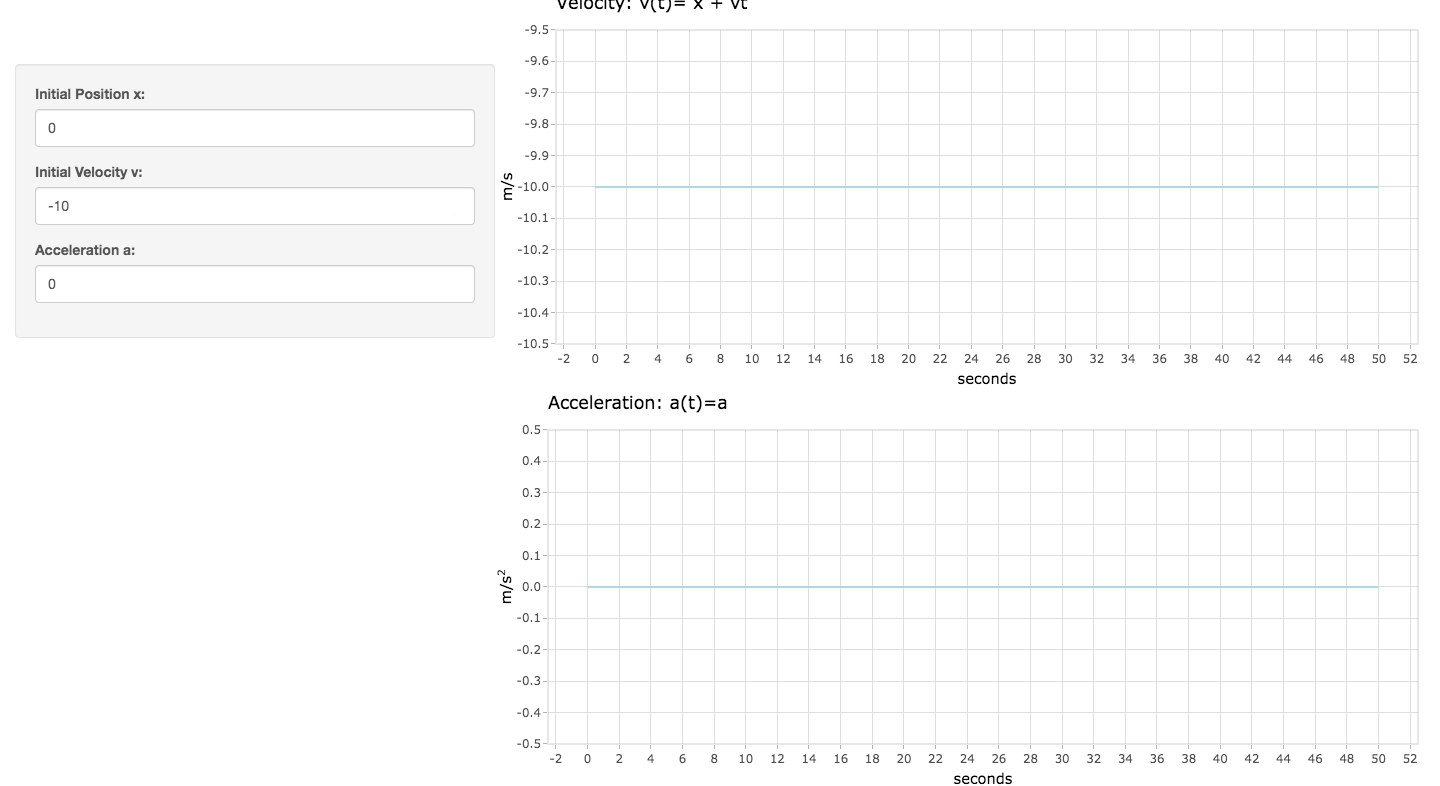 Velocity: v(t)= x + vt
Initial Position x:
0
Initial Velocity v:
-10
Acceleration a:
0
-9.5
-9.6
-9.7
-9.8
-9.9
-10.0
-10.1
-10.2
-10.3
-10.4
-10.5
m/s
-2 0 2 4 6 8 10 12 14 16 18 20 22 24 26 28 30 32 34 36 38 40 42 44 46 48 50 52
seconds
Acceleration: a(t)=a
0.5
0.4
0.3
0.2
0.1
0.0
-0.1
-0.2
-0.3
-0.4
-0.5
m/s²
-2 0 2 4 6 8 10 12 14 16 18 20 22 24 26 28 30 32 34 36 38 40 42 44 46 48 50 52
seconds